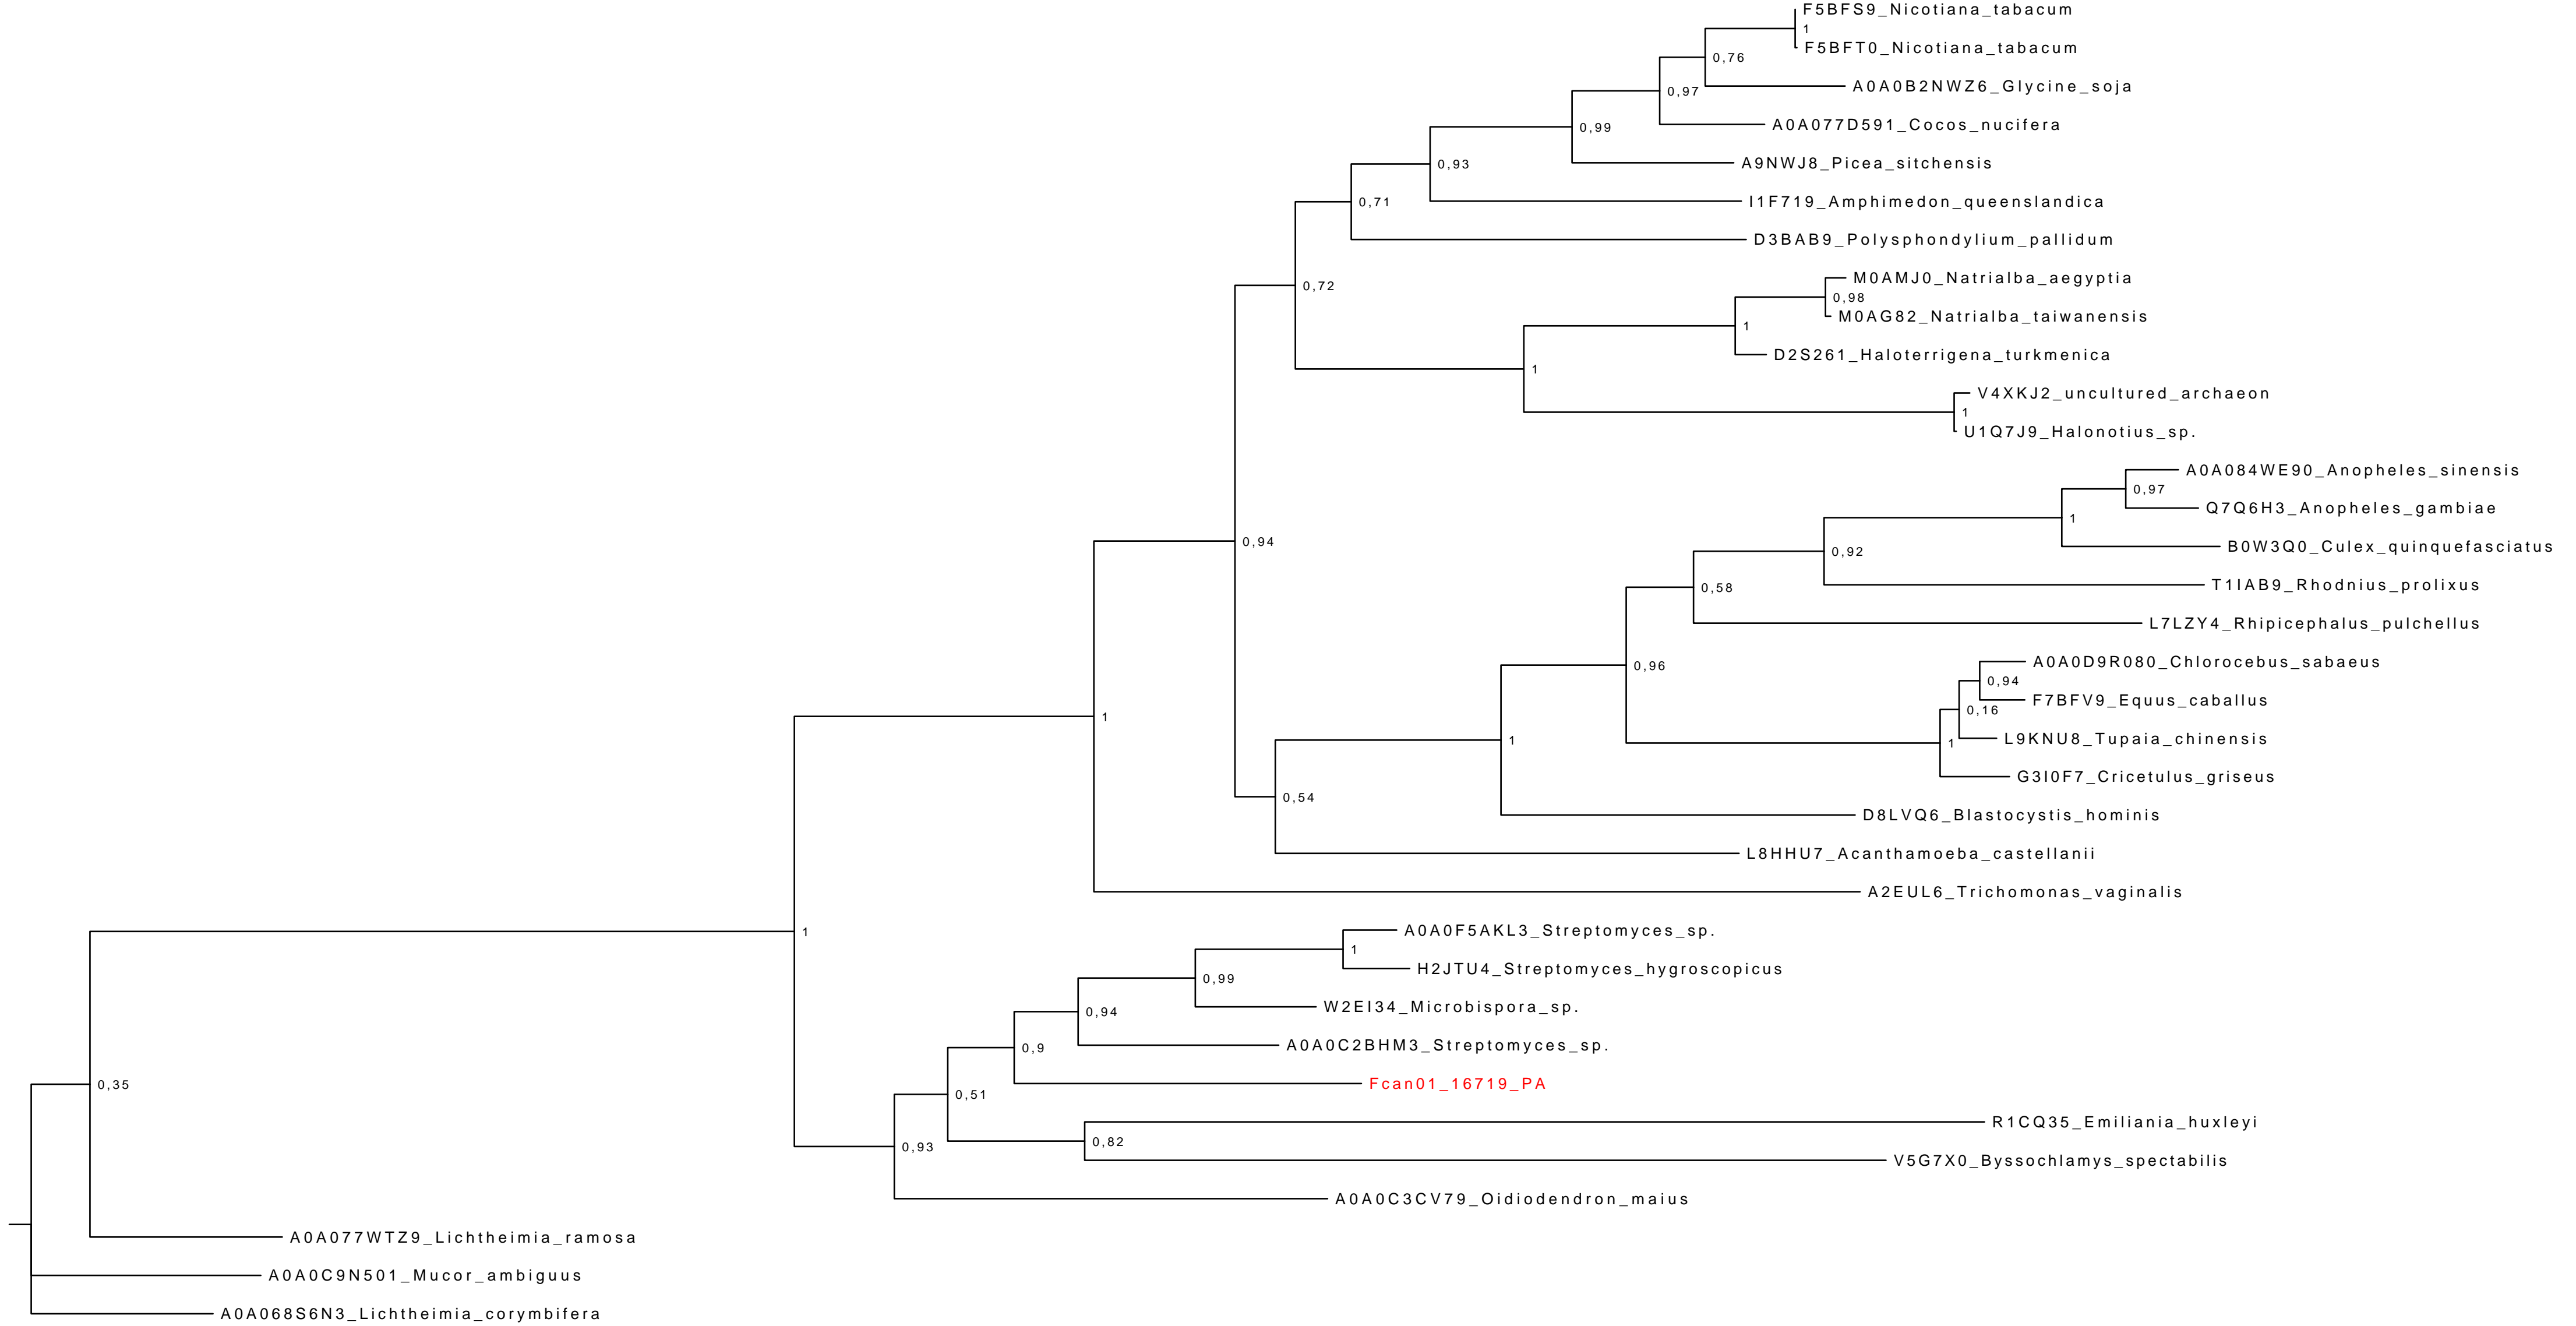 F5BFS9_Nicotiana_tabacum
1
F5BFT0_Nicotiana_tabacum
0,76
A0A0B2NWZ6_Glycine_soja
0,97
A0A077D591_Cocos_nucifera
0,99
A9NWJ8_Picea_sitchensis
0,93
I1F719_Amphimedon_queenslandica
0,71
D3BAB9_Polysphondylium_pallidum
M0AMJ0_Natrialba_aegyptia
0,72
0,98
M0AG82_Natrialba_taiwanensis
1
D2S261_Haloterrigena_turkmenica
1
V4XKJ2_uncultured_archaeon
1
U1Q7J9_Halonotius_sp.
A0A084WE90_Anopheles_sinensis
0,97
Q7Q6H3_Anopheles_gambiae
1
0,94
B0W3Q0_Culex_quinquefasciatus
0,92
T1IAB9_Rhodnius_prolixus
0,58
L7LZY4_Rhipicephalus_pulchellus
A0A0D9R080_Chlorocebus_sabaeus
0,96
0,94
F7BFV9_Equus_caballus
0,16
1
L9KNU8_Tupaia_chinensis
1
1
G3I0F7_Cricetulus_griseus
0,54
D8LVQ6_Blastocystis_hominis
L8HHU7_Acanthamoeba_castellanii
A2EUL6_Trichomonas_vaginalis
1
A0A0F5AKL3_Streptomyces_sp.
1
H2JTU4_Streptomyces_hygroscopicus
0,99
W2EI34_Microbispora_sp.
0,94
A0A0C2BHM3_Streptomyces_sp.
0,9
0,35
Fcan01_16719_PA
0,51
R1CQ35_Emiliania_huxleyi
0,82
0,93
V5G7X0_Byssochlamys_spectabilis
A0A0C3CV79_Oidiodendron_maius
A0A077WTZ9_Lichtheimia_ramosa
A0A0C9N501_Mucor_ambiguus
A0A068S6N3_Lichtheimia_corymbifera